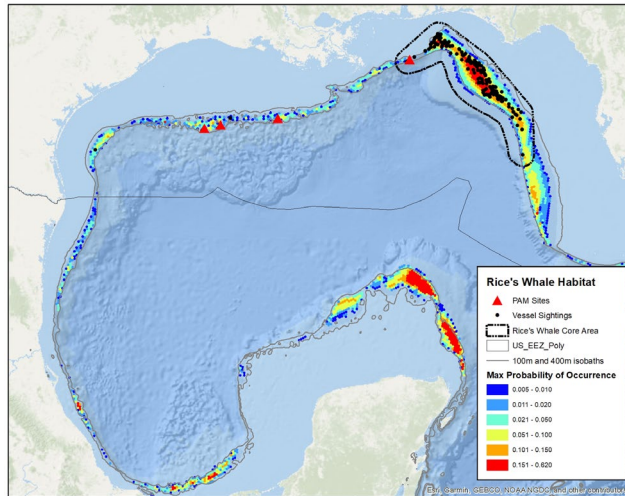 Rice's Whale Habitat
PAM Sites
Vessel Sightings
Rice's Whale Core Area
US_EEZ_Poly
100m and 400m isobaths
Max Probability of Occurrence
0.005 - 0.010
0.011 - 0.020
0.021 - 0.050
0.051 - 0.100
0.101 - 0.150
0.151 - 0.620
Esri, Garmin, GEBCO, NOAA NGDC, and other contributors